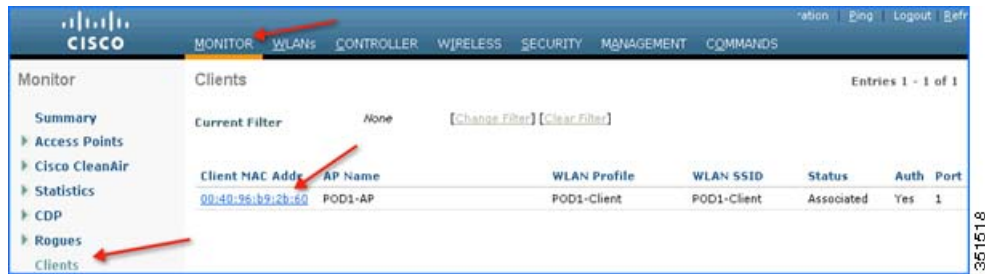 ration Ping Logout Refr
CISCO
MONITOR WLANs CONTROLLER WIRELESS SECURITY MANAGEMENT COMMANDS
Monitor
Summary
Access Points
Cisco CleanAir
Statistics
CDP
Rogues
Clients
Clients Entries 1 - 1 of 1
Current Filter None [Change Filter] [Clear Filter]
Client MAC Addr AP Name WLAN Profile WLAN SSID Status Auth Port
00:40:96:b9:2b:60 POD1-AP POD1-Client POD1-Client Associated Yes 1
351518